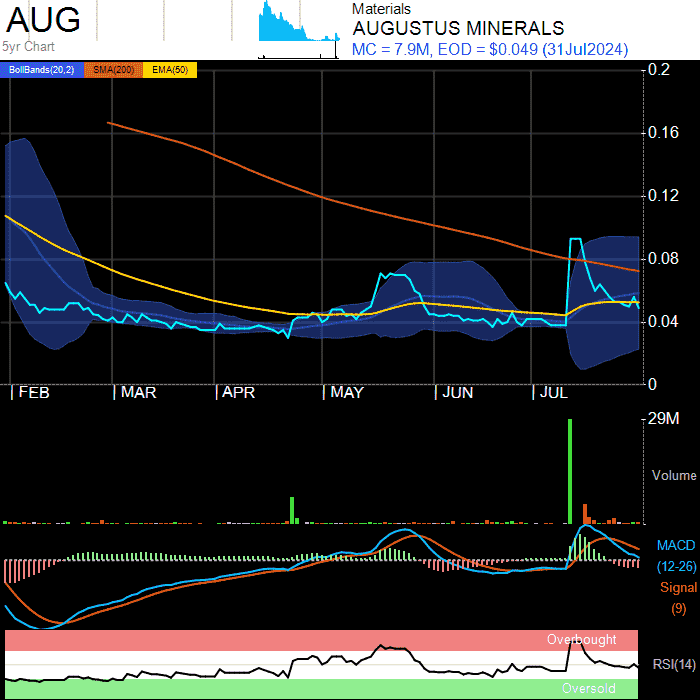 AUG
5yr Chart
Materials
AUGUSTUS MINERALS
MC = 7.9M, EOD = $0.049 (31Jul2024)
BollBands(20,2) SMA(200) EMA(50)
0.2
0.16
0.12
0.08
0.04
0
FEB MAR APR MAY JUN JUL
29M
Volume
MACD
(12-26)
Signal
(9)
Overbought
RSI(14)
Oversold